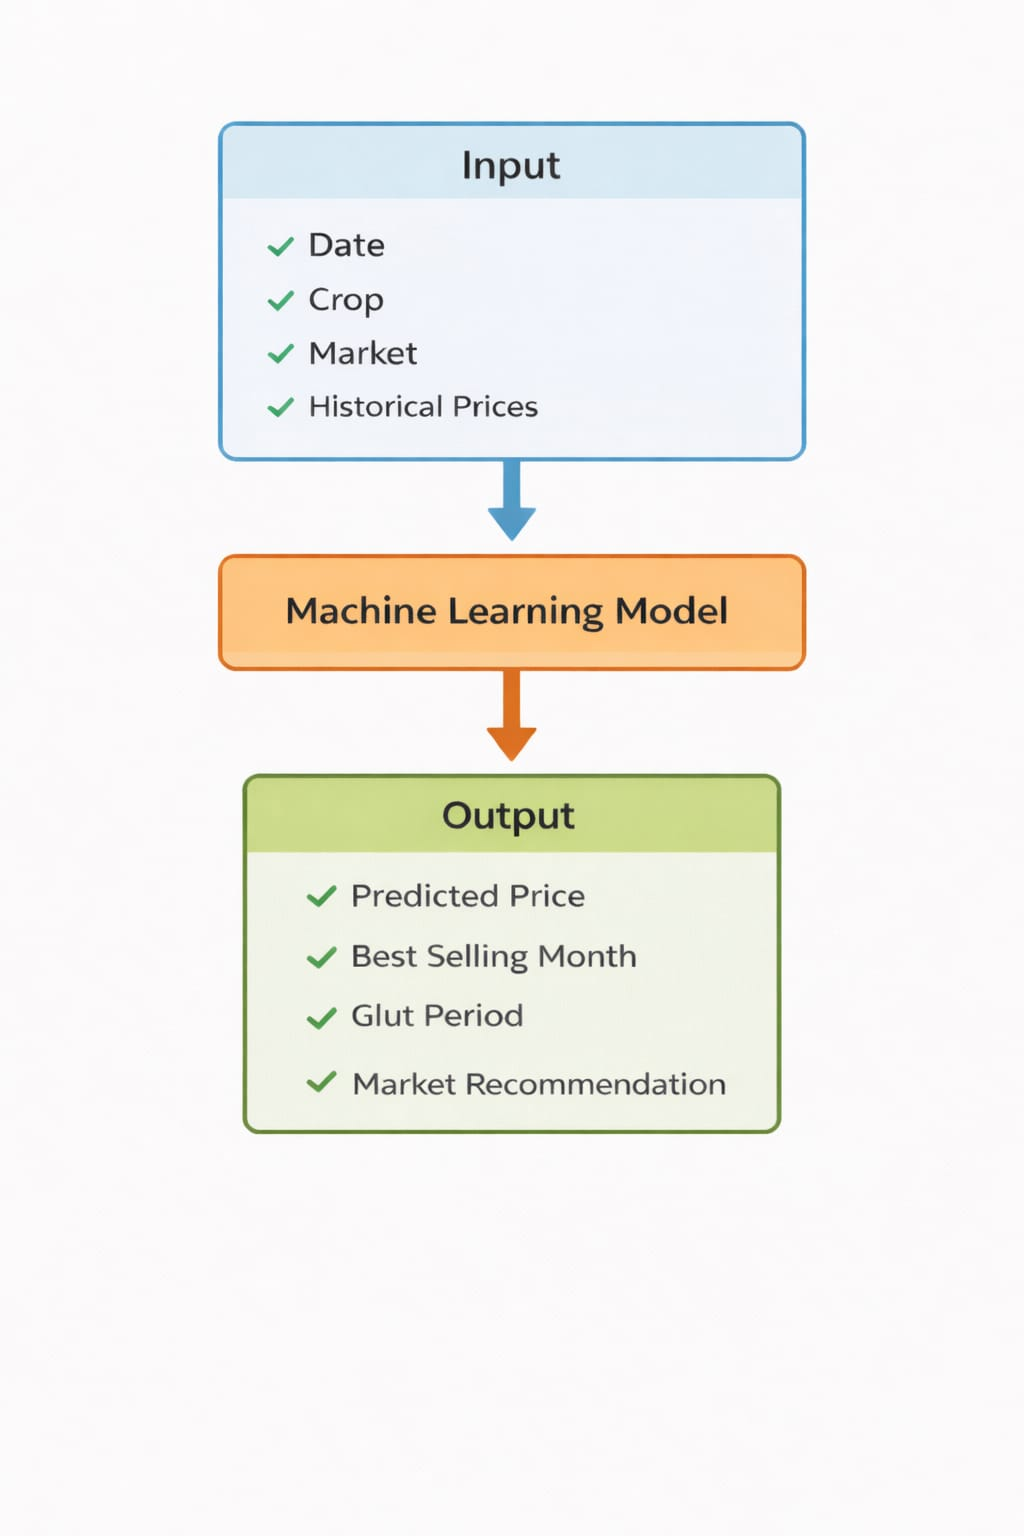 Input
Date
Crop
Market
Historical Prices
Machine Learning Model
Output
Predicted Price
Best Selling Month
Glut Period
Market Recommendation